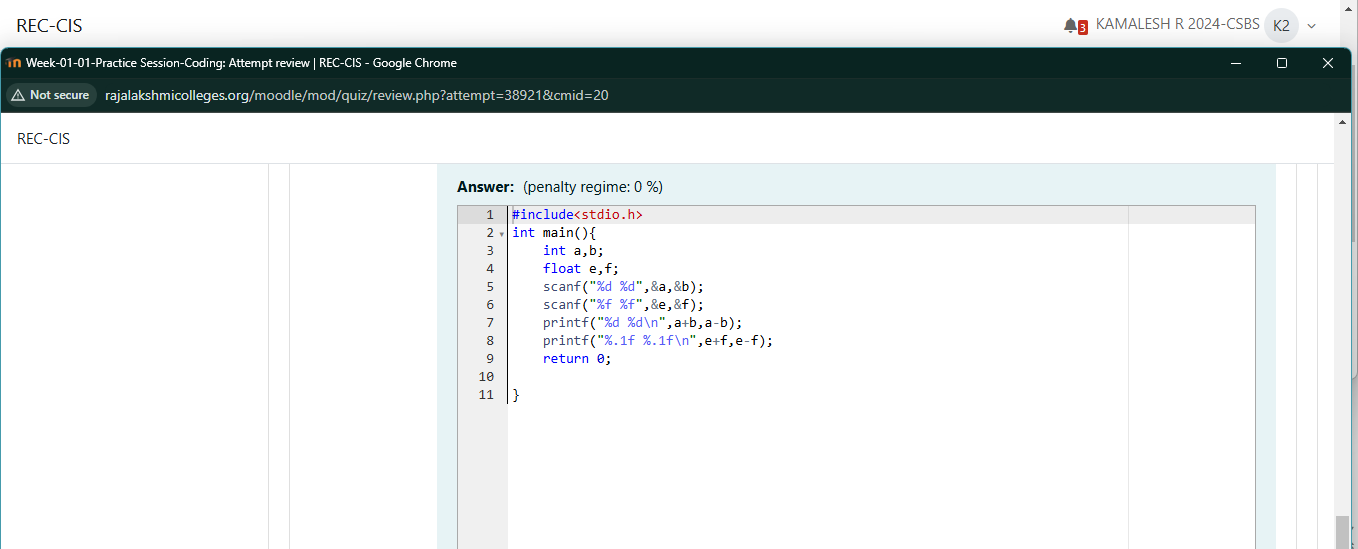 REC-CIS
3 KAMALESH R 2024-CSBS K2
Week-01-01-Practice Session-Coding: Attempt review | REC-CIS - Google Chrome
Not secure rajalakshmicolleges.org/moodle/mod/quiz/review.php?attempt=38921&cmid=20
REC-CIS
Answer: (penalty regime: 0 %)
1 #include<stdio.h>
2 int main(){
3     int a,b;
4     float e,f;
5     scanf("%d %d",&a,&b);
6     scanf("%f %f",&e,&f);
7     printf("%d %d\n",a+b,a-b);
8     printf("%.1f %.1f\n",e+f,e-f);
9     return 0;
10
11 }